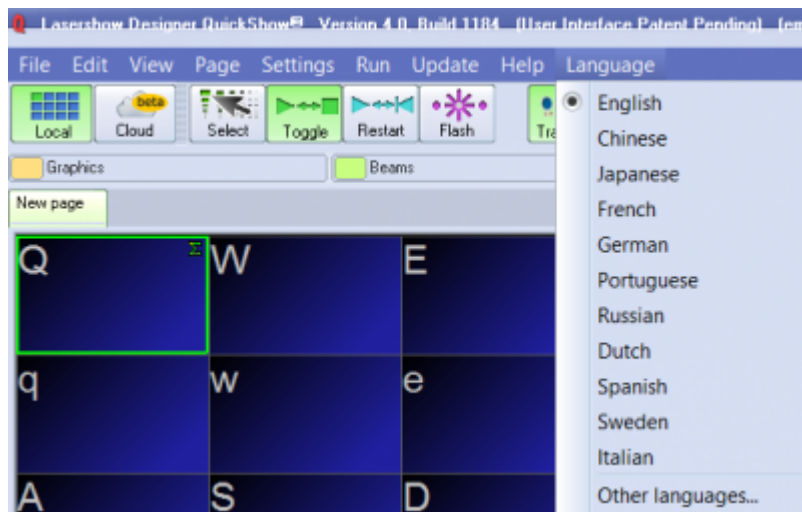 Lasershow Designer QuickShow® Version 4.0, Build 1184 (User Interface Patent Pending)
File Edit View Page Settings Run Update Help Language
Local Cloud beta Select Toggle Restart Flash
Graphics Beams
New page
Q Σ W E
q w e
A S D
English
Chinese
Japanese
French
German
Portuguese
Russian
Dutch
Spanish
Sweden
Italian
Other languages...